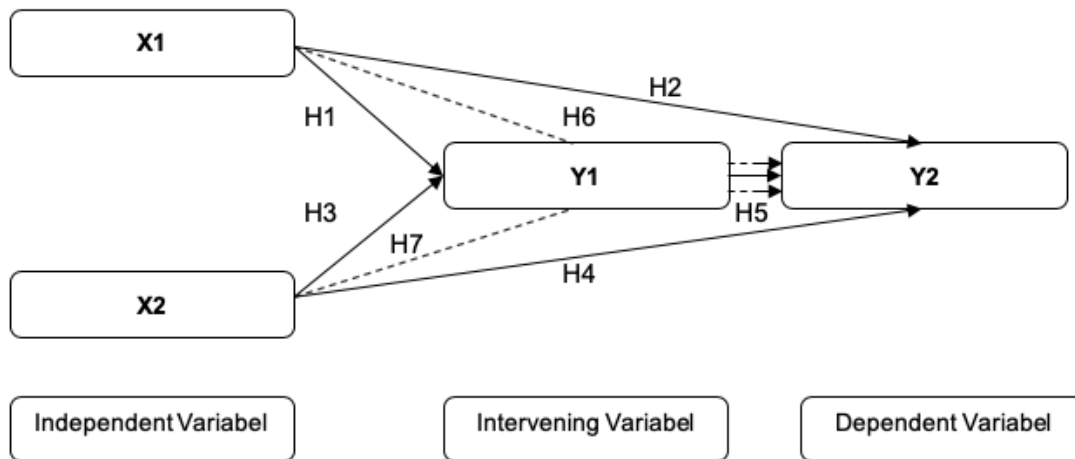 X1
H2
H1
H6
Y1
Y2
H3
H5
H7
H4
X2
Independent Variabel
Intervening Variabel
Dependent Variabel